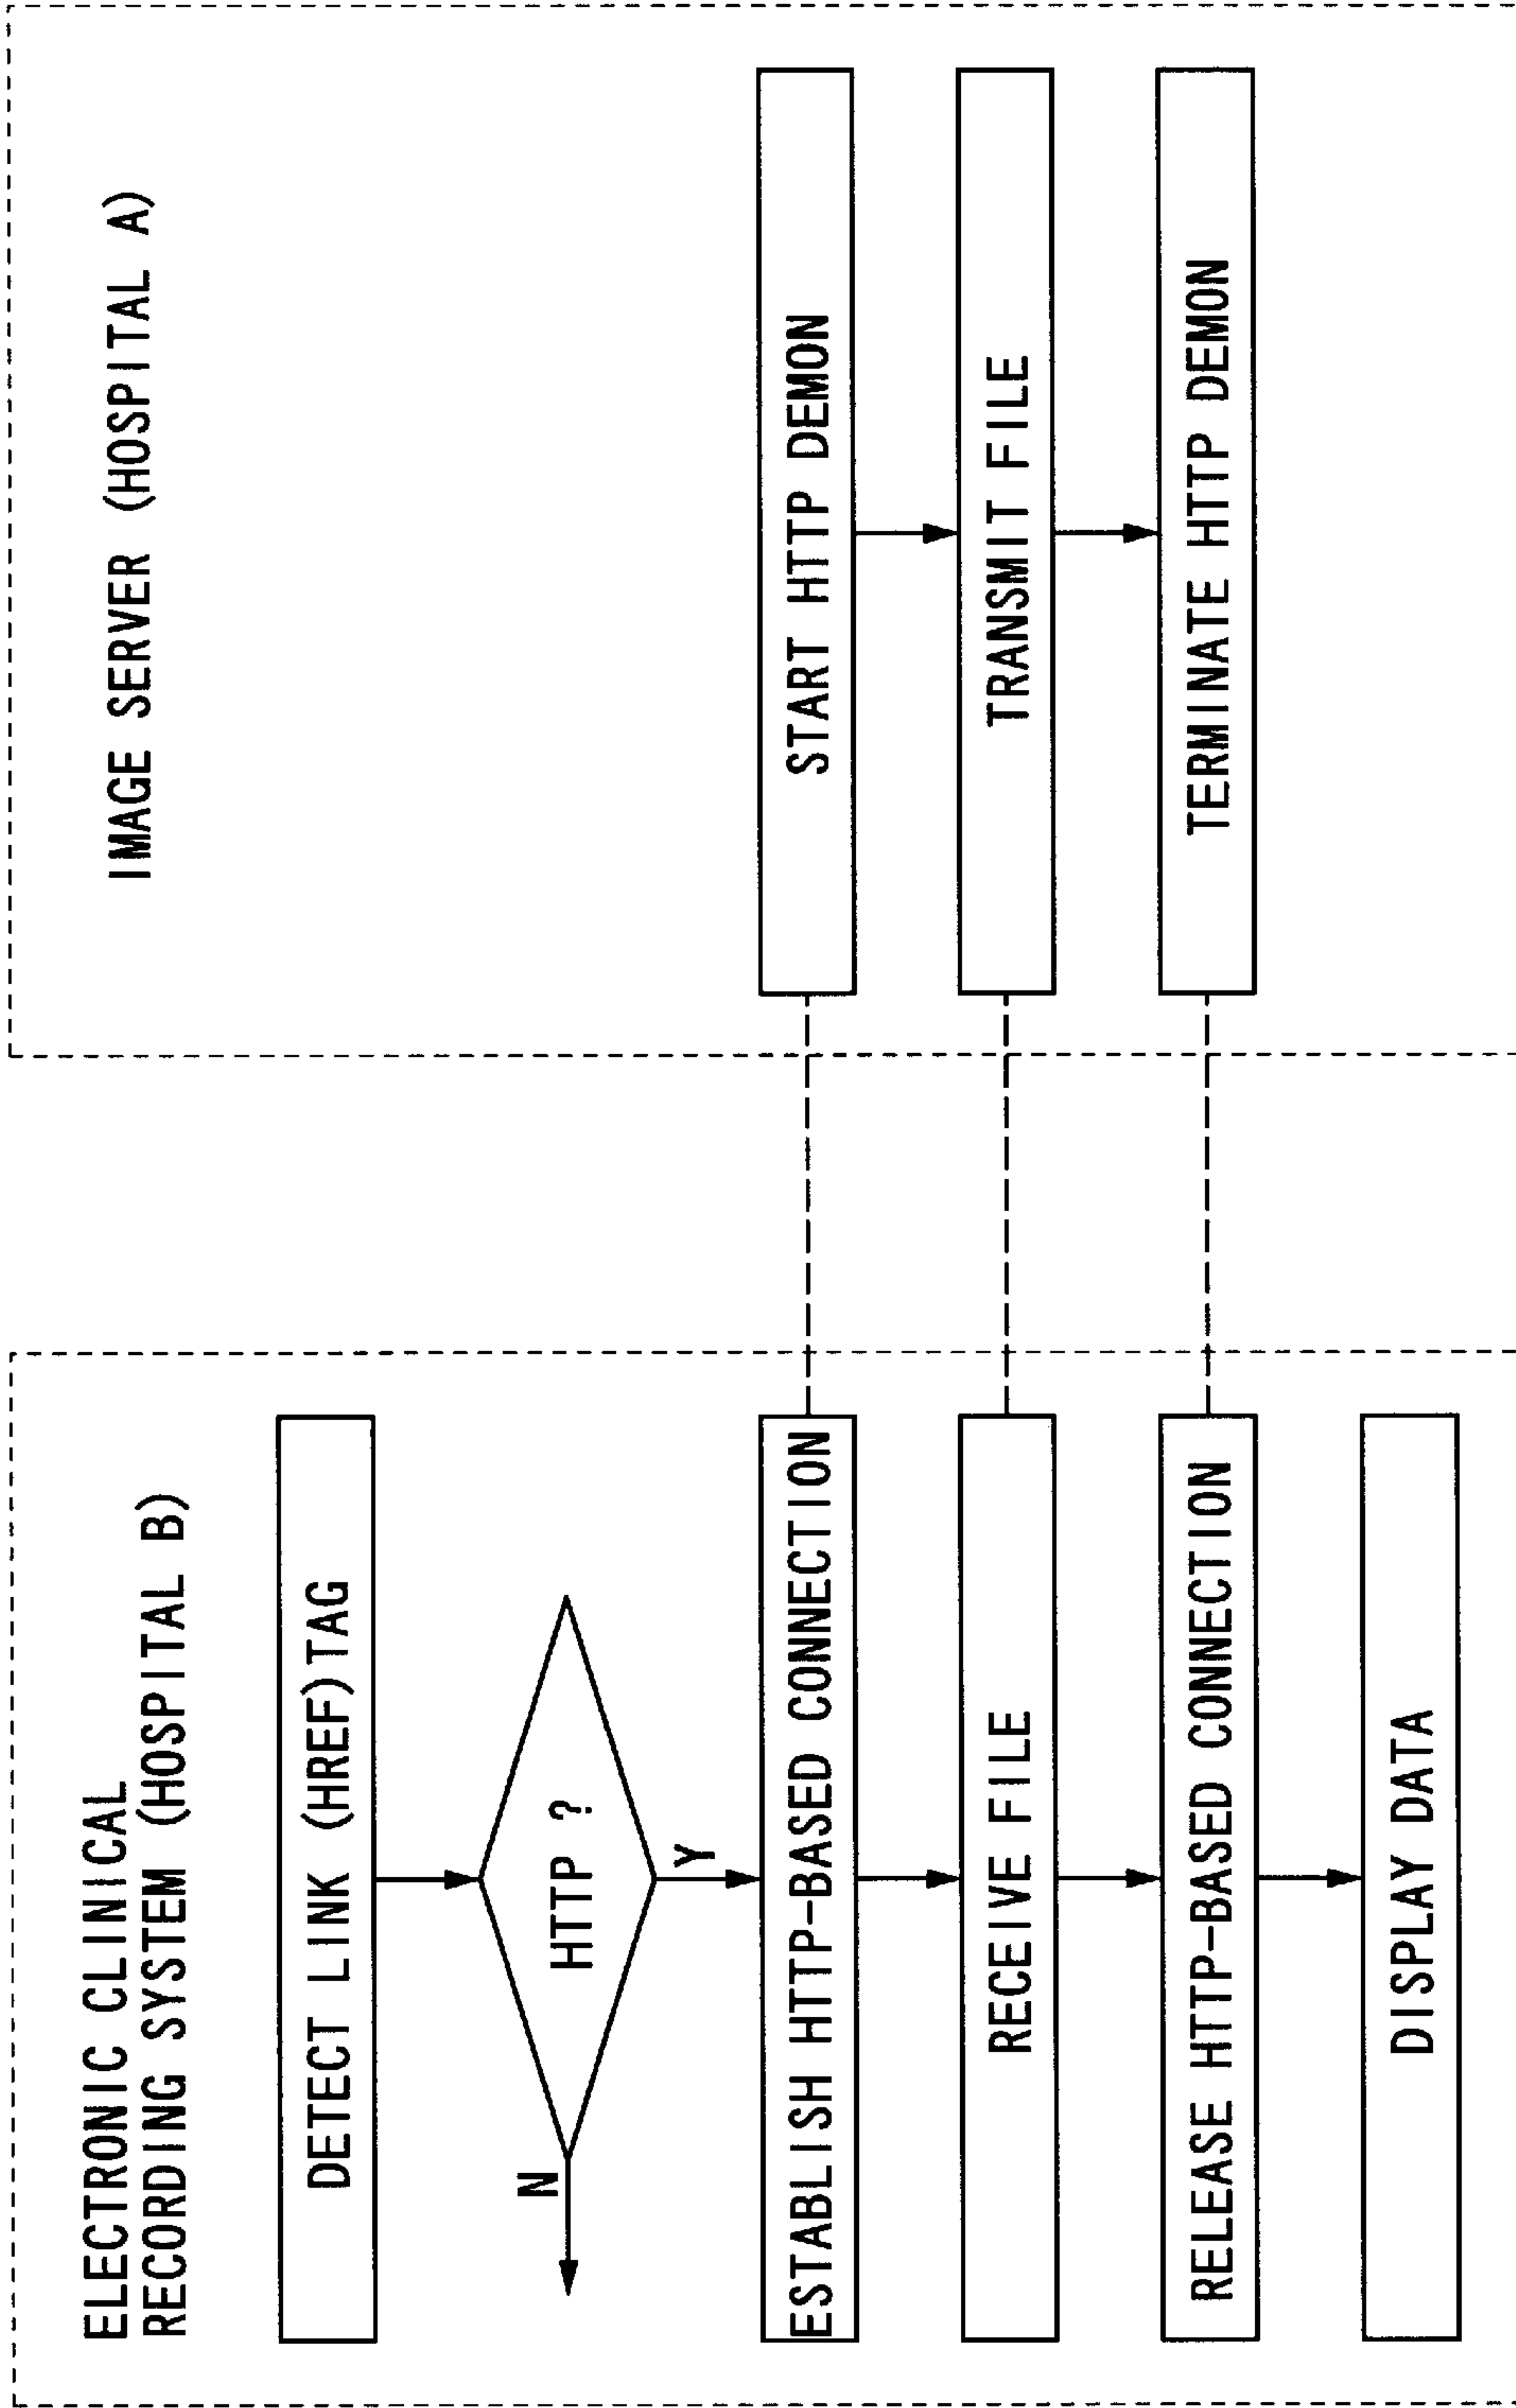 ELECTRONIC CLINICAL
RECORDING SYSTEM (HOSPITAL B)
DETECT LINK (HREF)TAG
HTTP ?
N
Y
ESTABLISH HTTP-BASED CONNECTION
RECEIVE FILE
RELEASE HTTP-BASED CONNECTION
DISPLAY DATA
IMAGE SERVER (HOSPITAL A)
START HTTP DEMON
TRANSMIT FILE
TERMINATE HTTP DEMON